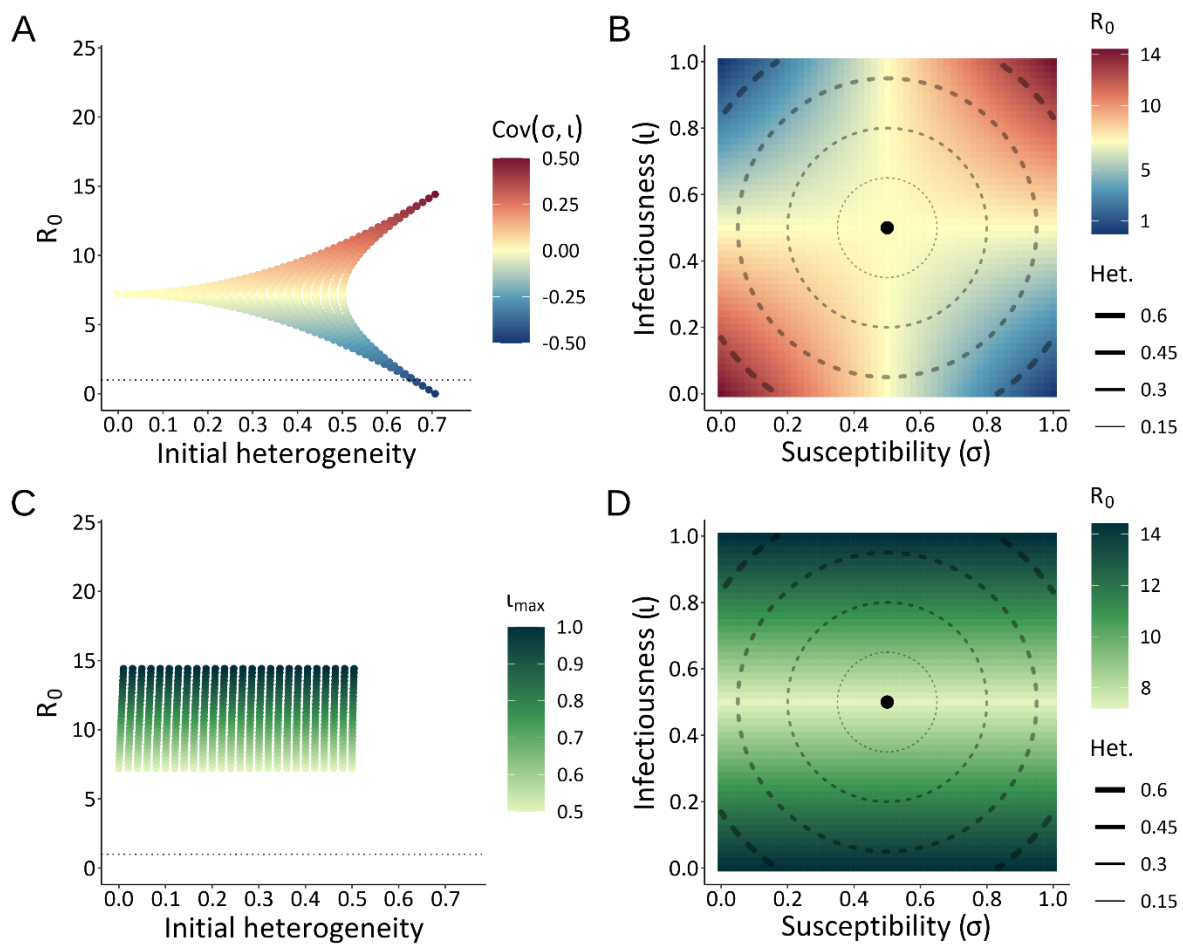 A
25
20
15
10
5
0
R0
0.0 0.1 0.2 0.3 0.4 0.5 0.6 0.7
Initial heterogeneity
Cov(σ, ι)
0.50
0.25
0.00
-0.25
-0.50
B
1.0
0.8
0.6
0.4
0.2
0.0
Infectiousness (ι)
0.0 0.2 0.4 0.6 0.8 1.0
Susceptibility (σ)
R0
14
10
5
1
Het.
0.6
0.45
0.3
0.15
C
25
20
15
10
5
0
R0
0.0 0.1 0.2 0.3 0.4 0.5 0.6 0.7
Initial heterogeneity
ιmax
1.0
0.9
0.8
0.7
0.6
0.5
D
1.0
0.8
0.6
0.4
0.2
0.0
Infectiousness (ι)
0.0 0.2 0.4 0.6 0.8 1.0
Susceptibility (σ)
R0
14
12
10
8
Het.
0.6
0.45
0.3
0.15